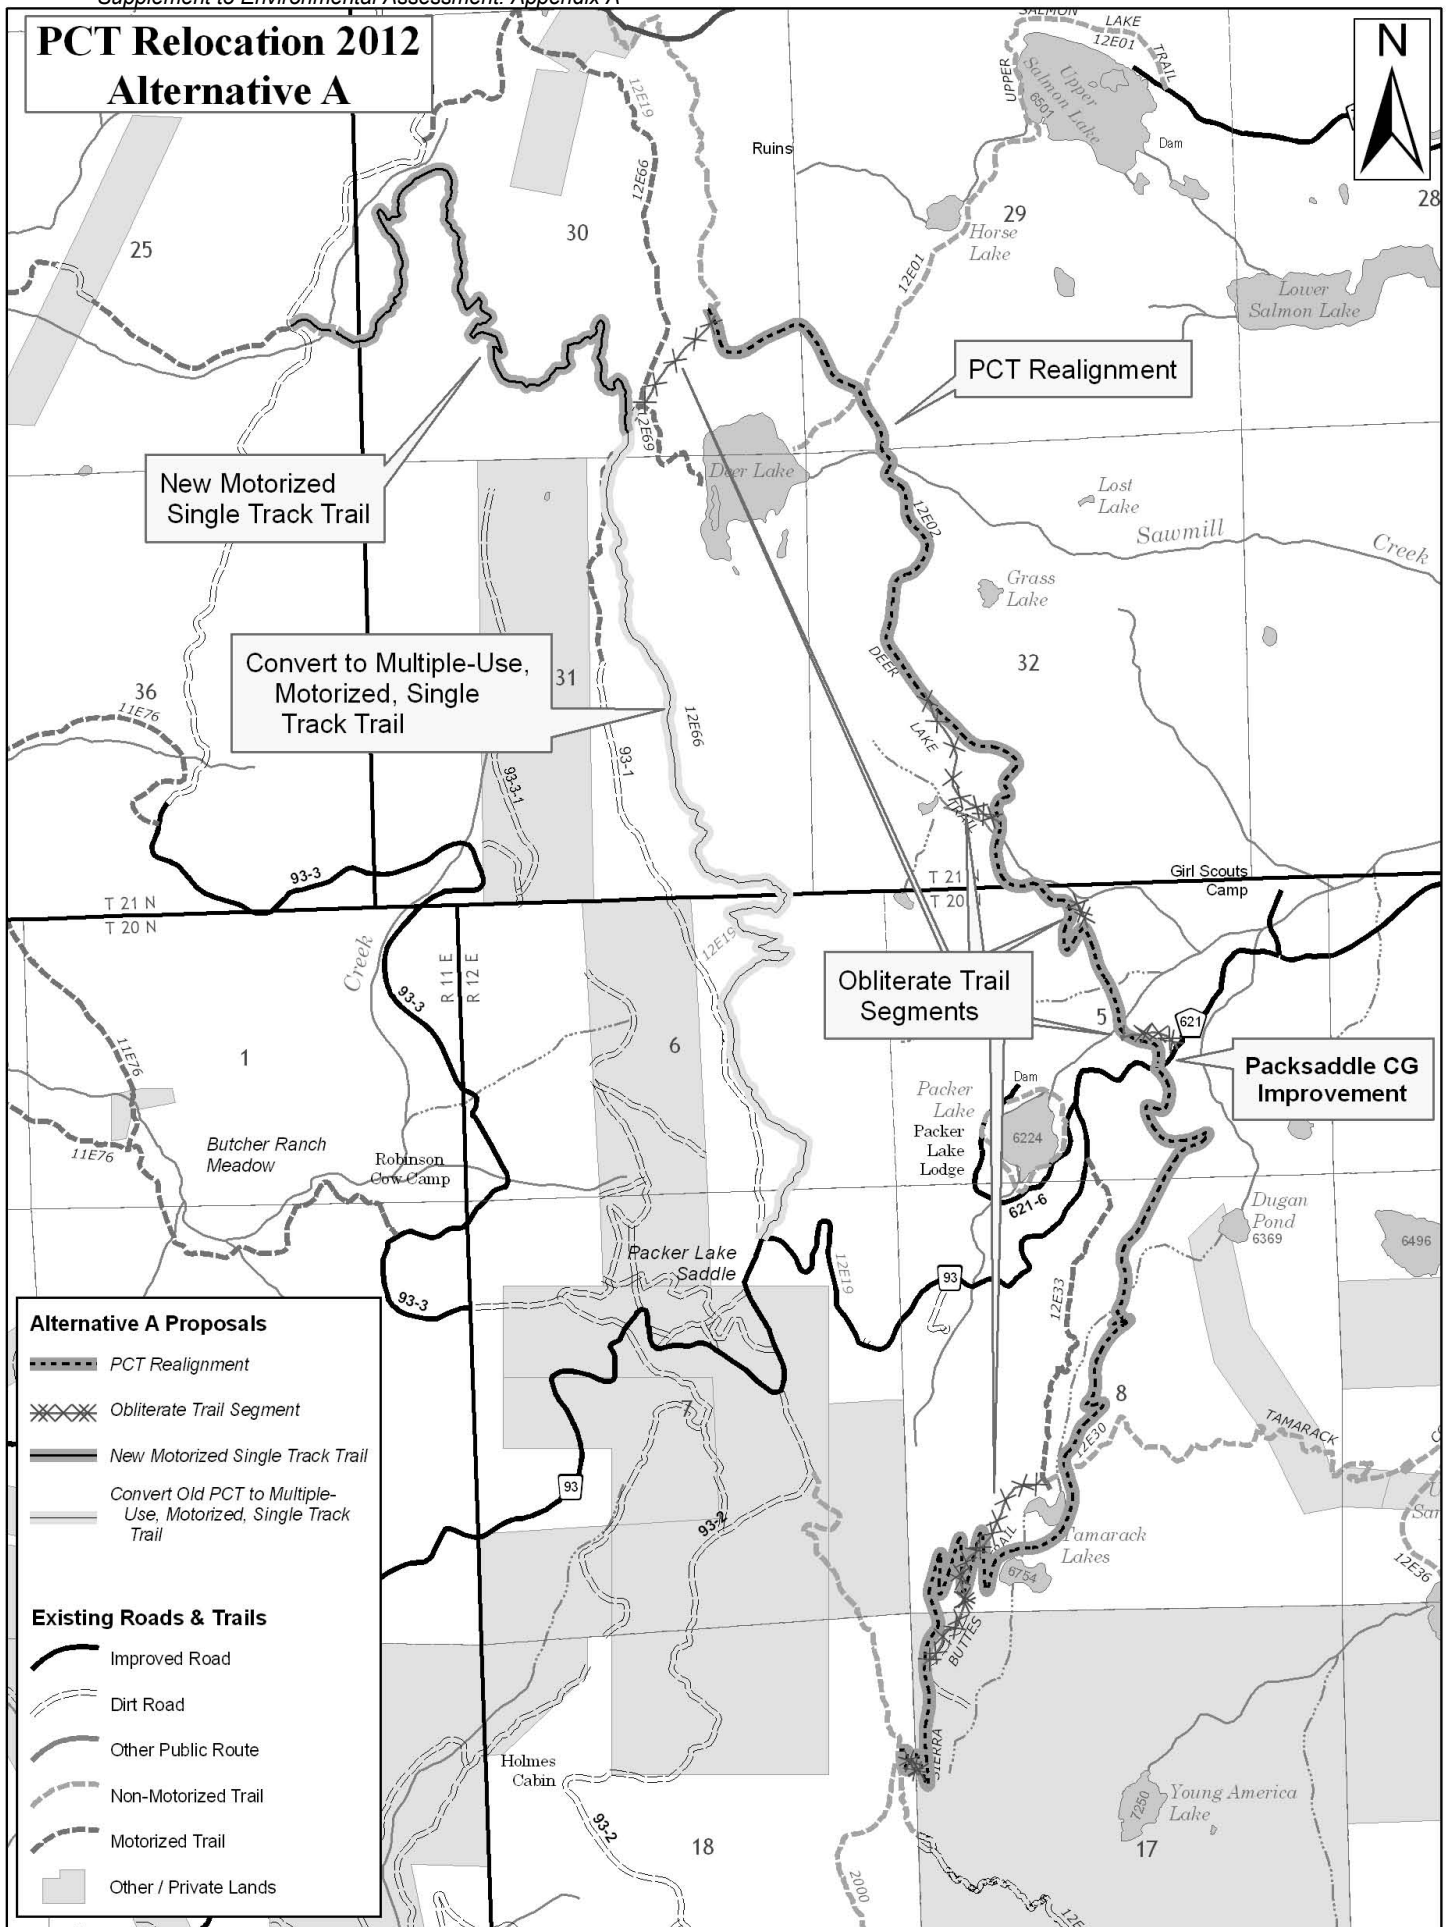 Supplement to Environmental Assessment: Appendix A
PCT Relocation 2012
Alternative A
N
SALMON
LAKE
12E01
TRAIL
UPPER
Upper
Salmon Lake
6501
Dam
Ruins
12E19
12E66
28
29
30
25
Horse
Lake
12E01
Lower
Salmon Lake
PCT Realignment
12E69
New Motorized
Single Track Trail
Deer Lake
12E02
Lost
Lake
Sawmill
Creek
Grass
Lake
Convert to Multiple-Use,
Motorized, Single
Track Trail
31
32
DEER
LAKE
TRAIL
36
11E76
12E66
93-1
93-3-1
93-3
T 21 N
T 20 N
T 21 N
T 20 N
Girl Scouts
Camp
12E19
Creek
R 11 E
R 12 E
93-3
Obliterate Trail
Segments
5
621
1
6
11E76
Packsaddle CG
Improvement
Packer
Lake
Dam
6224
Packer
Lake
Lodge
Butcher Ranch
Meadow
11E76
Robinson
Cow Camp
621-6
Dugan
Pond
6369
6496
Packer Lake
Saddle
12E19
93
12E33
93-3
8
7
TAMARACK
12E30
93
93-2
TRAIL
Tamarack
Lakes
6754
12E36
BUTTES
SIERRA
Holmes
Cabin
93-2
Young America
Lake
7250
18
17
2000
Alternative A Proposals
PCT Realignment
Obliterate Trail Segment
New Motorized Single Track Trail
Convert Old PCT to Multiple-
Use, Motorized, Single Track
Trail
Existing Roads & Trails
Improved Road
Dirt Road
Other Public Route
Non-Motorized Trail
Motorized Trail
Other / Private Lands